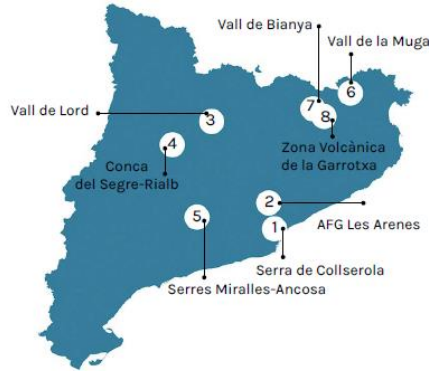 Vall de Bianya
Vall de la Muga
6
7
8
Vall de Lord
3
4
Zona Volcànica
de la Garrotxa
Conca
del Segre-Rialb
2
5
AFG Les Arenes
1
Serra de Collserola
Serres Miralles-Ancosa